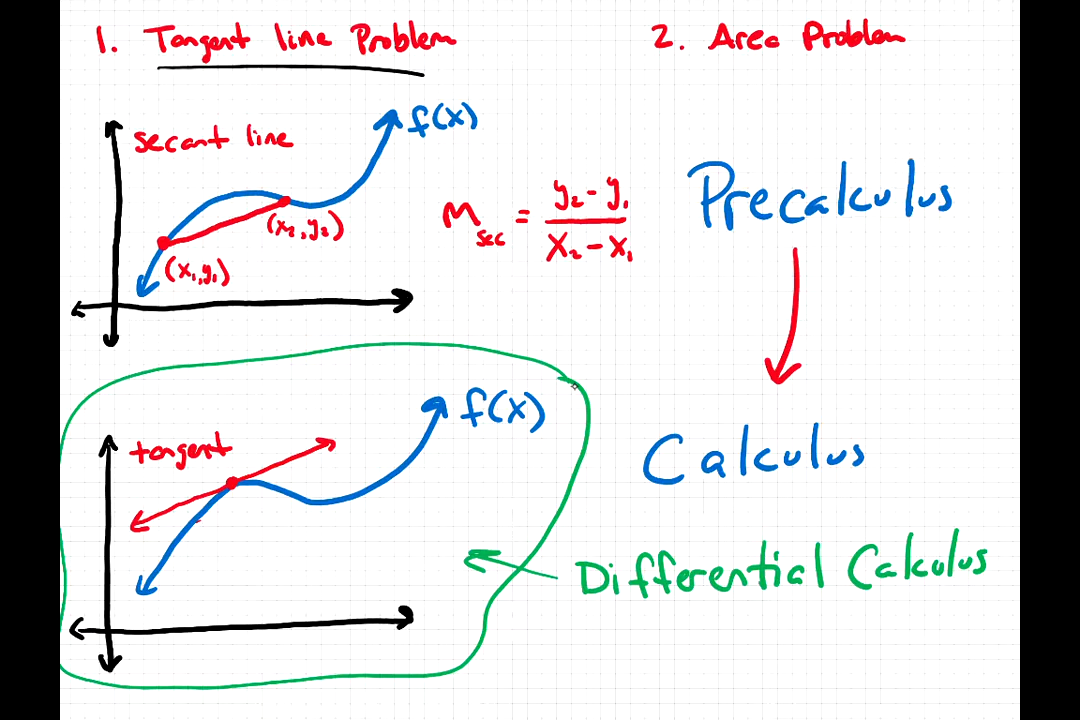 1. Tangent line Problem
2. Area Problem
secant line
f(x)
(x₂,y₂)
(x₁,y₁)
M sec = y₂-y₁ / x₂-x₁
Precalculus
tangent
f(x)
Calculus
Differential Calculus